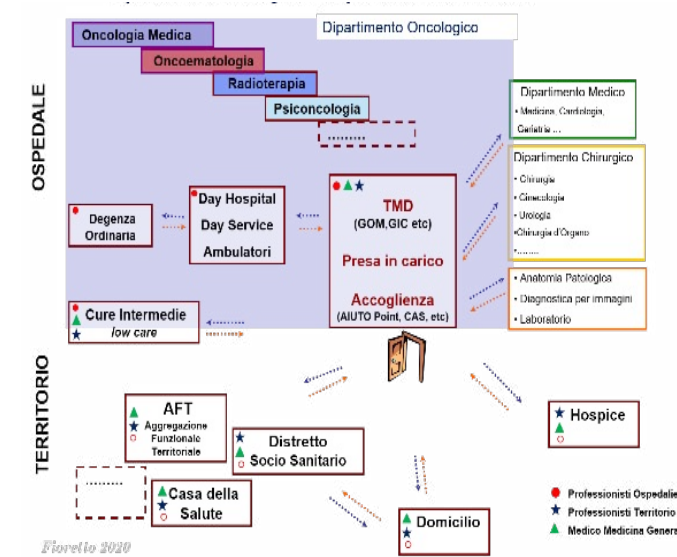 Dipartimento Oncologico
Oncologia Medica
Oncoematologia
Radioterapia
Psiconcologia
.........
OSPEDALE
Dipartimento Medico
• Medicina, Cardiologia,
Geriatria ...
Dipartimento Chirurgico
• Chirurgia
• Ginecologia
• Urologia
•Chirurgia d'Organo
•........
• Anatomia Patologica
• Diagnostica per immagini
• Laboratorio
Degenza
Ordinaria
Day Hospital
Day Service
Ambulatori
TMD
(GOM,GIC etc)
Presa in carico
Accoglienza
(AIUTO Point, CAS, etc)
Cure Intermedie
low care
TERRITORIO
AFT
Aggregazione
Funzionale
Territoriale
Distretto
Socio Sanitario
Hospice
.........
Casa della
Salute
Domicilio
Professionisti Ospedalie
Professionisti Territorio
Medico Medicina Genera
Fiorello 2020